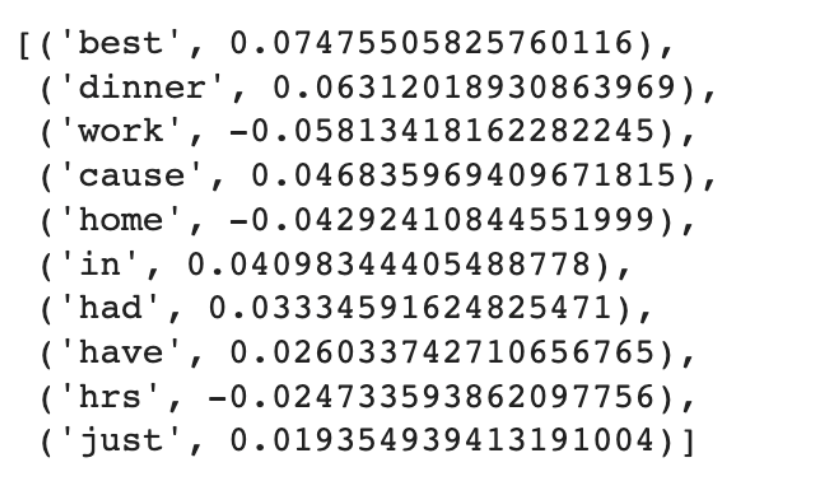 [('best', 0.07475505825760116),
('dinner', 0.06312018930863969),
('work', -0.05813418162282245),
('cause', 0.046835969409671815),
('home', -0.04292410844551999),
('in', 0.04098344405488778),
('had', 0.03334591624825471),
('have', 0.026033742710656765),
('hrs', -0.024733593862097756),
('just', 0.019354939413191004)]